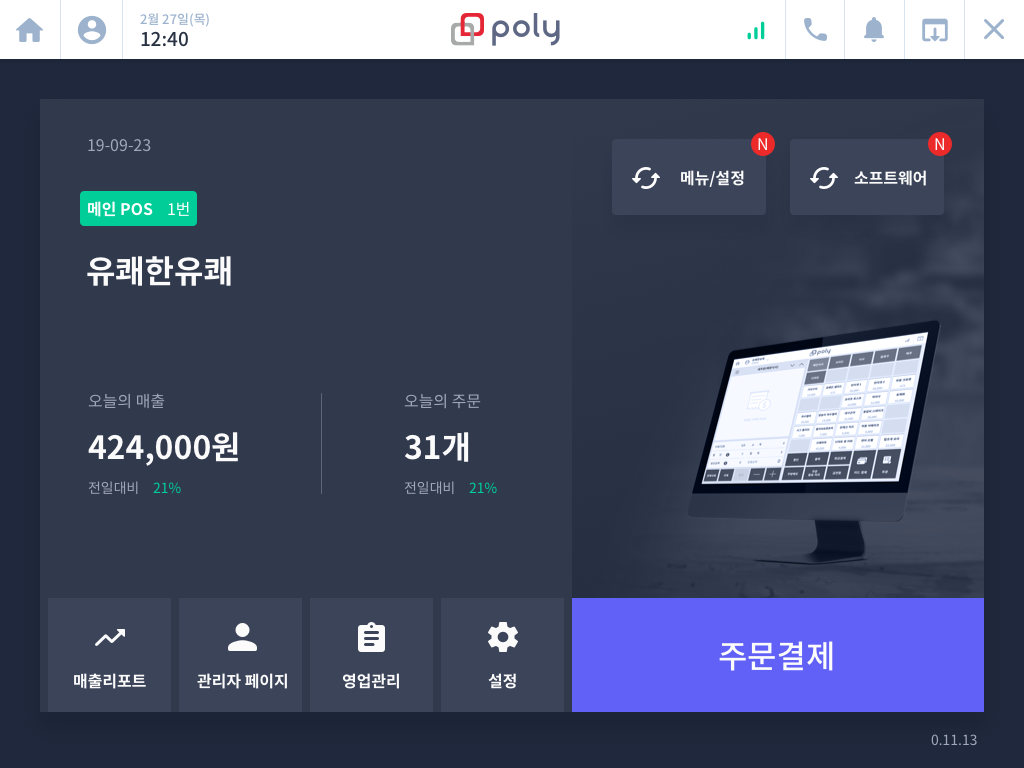 2월 27일(목)
12:40
poly
19-09-23
메인 POS 1번
유쾌한유쾌
N
메뉴/설정
N
소프트웨어
오늘의 매출
424,000원
전일대비 21%
오늘의 주문
31개
전일대비 21%
poly
매출리포트
관리자 페이지
영업관리
설정
주문결제
0.11.13